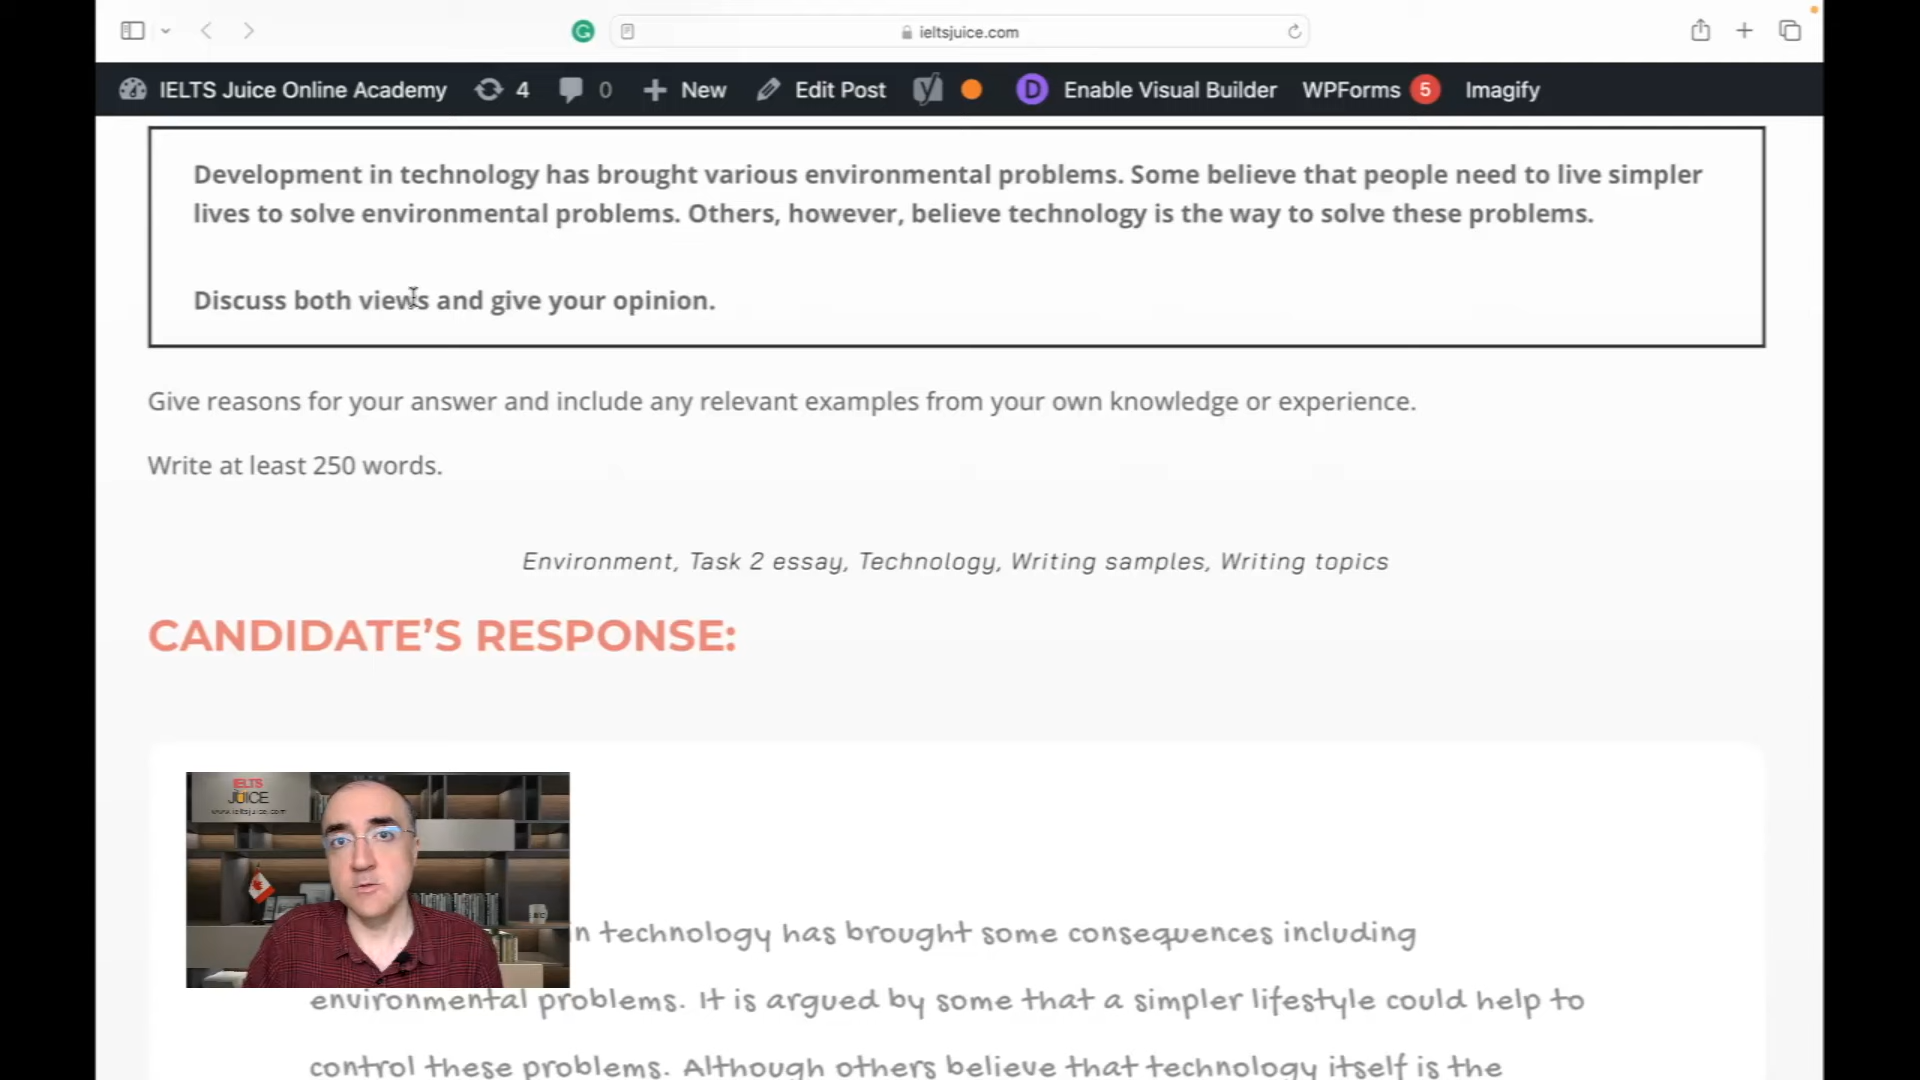 ieltsjuice.com
IELTS Juice Online Academy 4 0 New Edit Post Enable Visual Builder WPForms 5 Imagify
Development in technology has brought various environmental problems. Some believe that people need to live simpler
lives to solve environmental problems. Others, however, believe technology is the way to solve these problems.
Discuss both views and give your opinion.
Give reasons for your answer and include any relevant examples from your own knowledge or experience.
Write at least 250 words.
Environment, Task 2 essay, Technology, Writing samples, Writing topics
CANDIDATE'S RESPONSE:
IELTS
JUICE
www.ieltsjuice.com
n technology has brought some consequences including
environmental problems. It is argued by some that a simpler lifestyle could help to
control these problems. Although others believe that technology itself is the